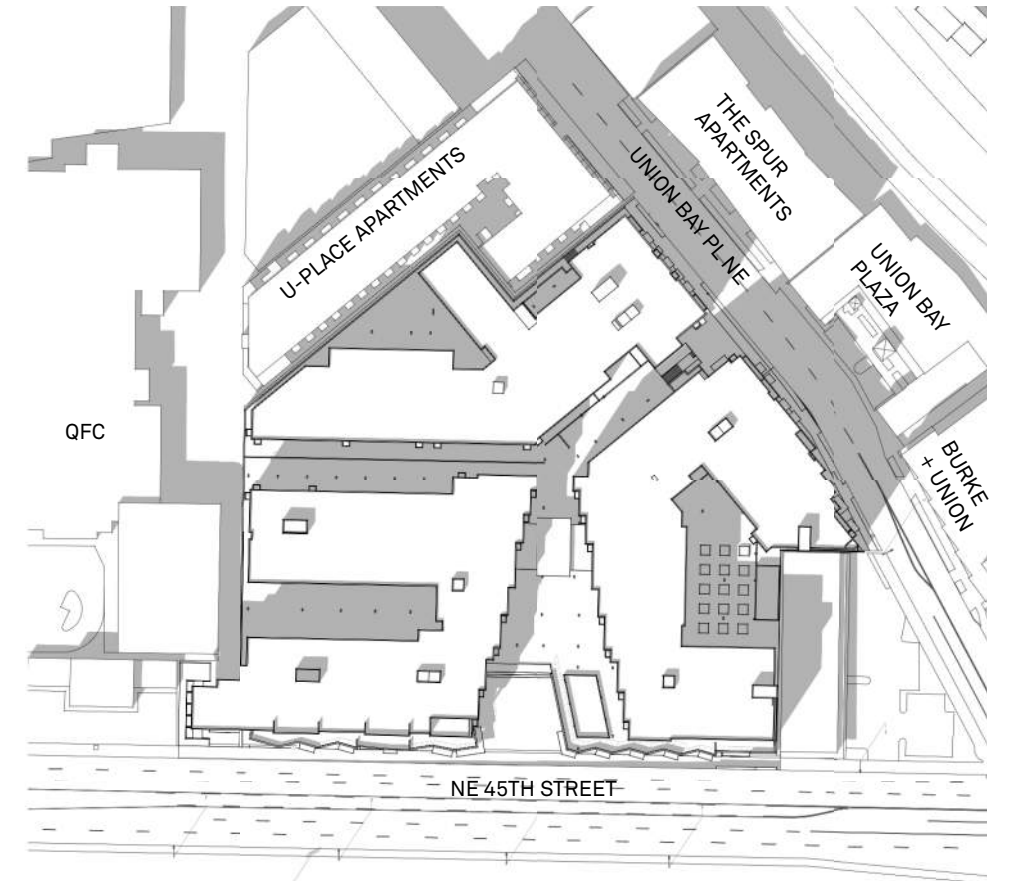 THE SPUR
APARTMENTS
UNION BAY PL NE
U-PLACE APARTMENTS
UNION BAY
PLAZA
QFC
BURKE
+ UNION
NE 45TH STREET